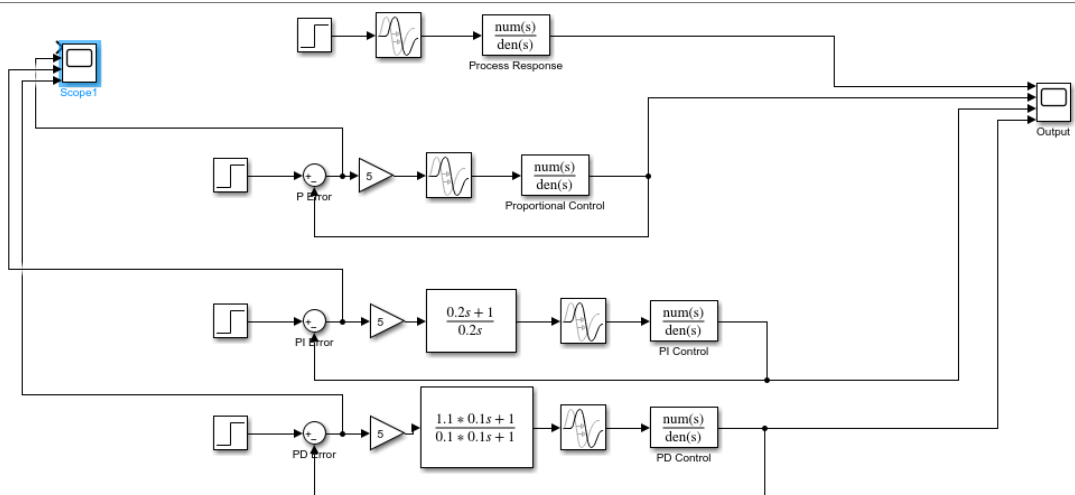 num(s)
den(s)
Process Response
Scope1
Output
+
−
5
num(s)
den(s)
P Error
Proportional Control
+
−
5
0.2s + 1
0.2s
num(s)
den(s)
PI Error
PI Control
+
−
5
1.1 * 0.1s + 1
0.1 * 0.1s + 1
num(s)
den(s)
PD Error
PD Control